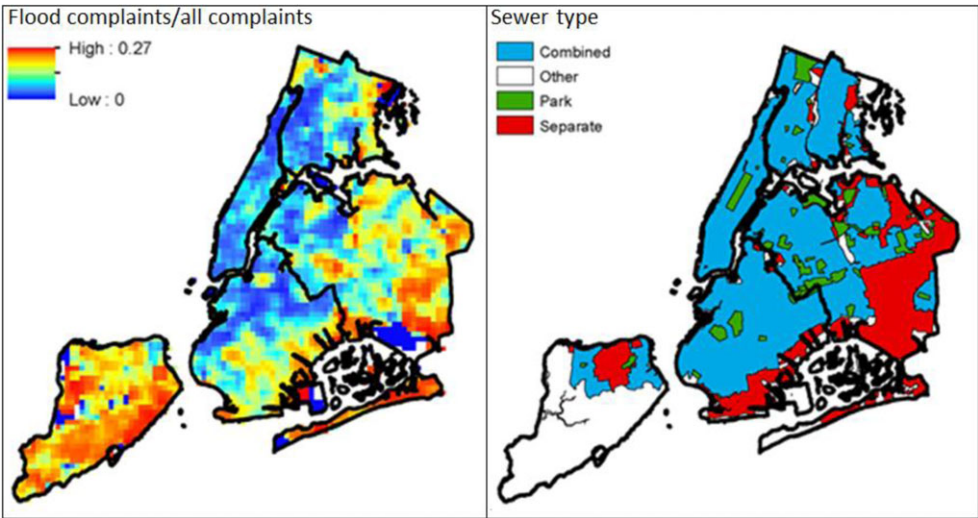 Flood complaints/all complaints
High : 0.27
Low : 0
Sewer type
Combined
Other
Park
Separate